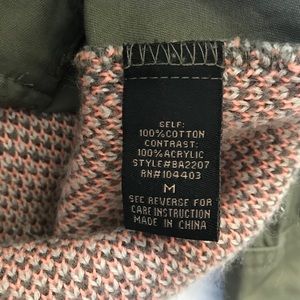 SELF:
100%COTTON
CONTRAST:
100%ACRYLIC
STYLE#BA2207
RN#104403
M
SEE REVERSE FOR
CARE INSTRUCTION
MADE IN CHINA